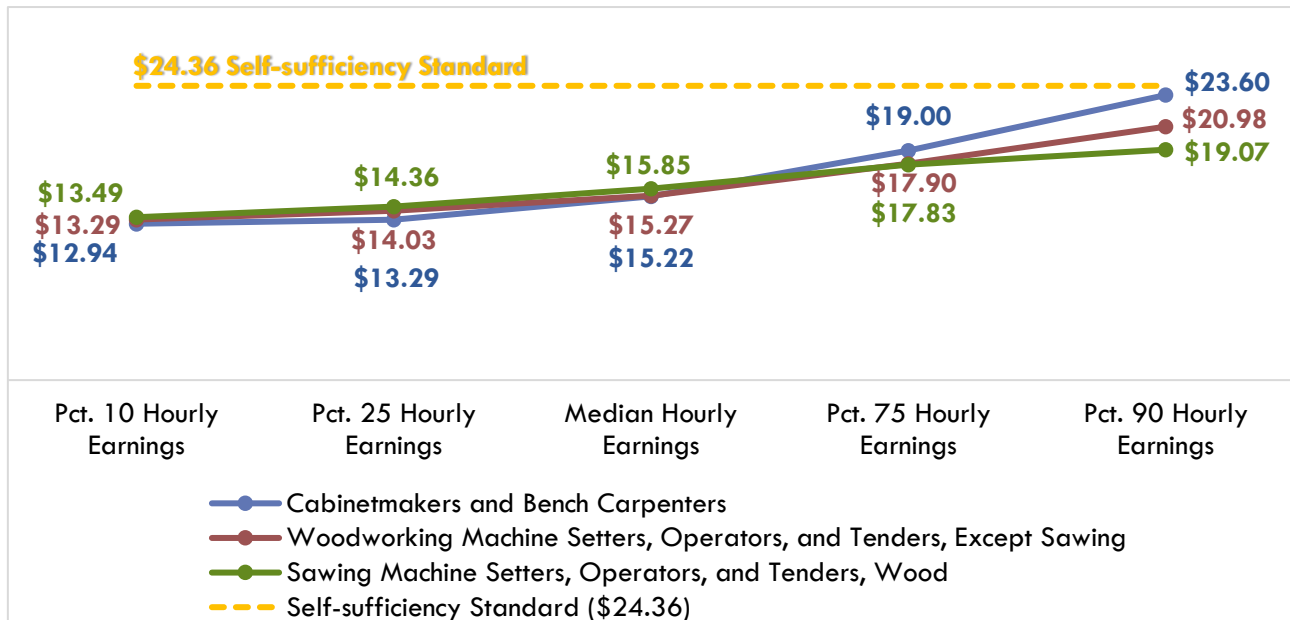 $24.36 Self-sufficiency Standard
$23.60
$20.98
$19.07
$19.00
$17.90
$17.83
$15.85
$15.27
$15.22
$14.36
$14.03
$13.29
$13.49
$13.29
$12.94
Pct. 10 Hourly
Earnings
Pct. 25 Hourly
Earnings
Median Hourly
Earnings
Pct. 75 Hourly
Earnings
Pct. 90 Hourly
Earnings
Cabinetmakers and Bench Carpenters
Woodworking Machine Setters, Operators, and Tenders, Except Sawing
Sawing Machine Setters, Operators, and Tenders, Wood
Self-sufficiency Standard ($24.36)